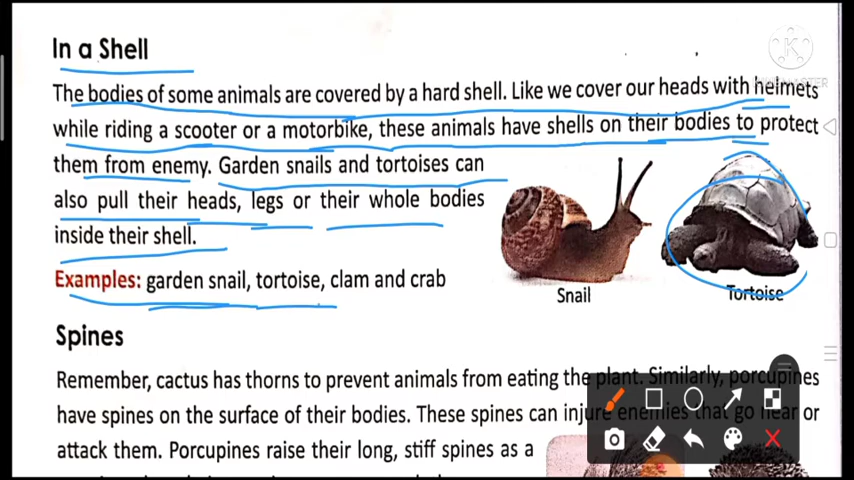 In a Shell
The bodies of some animals are covered by a hard shell. Like we cover our heads with helmets
while riding a scooter or a motorbike, these animals have shells on their bodies to protect
them from enemy. Garden snails and tortoises can
also pull their heads, legs or their whole bodies
inside their shell.
Examples: garden snail, tortoise, clam and crab
Snail
Tortoise
Spines
Remember, cactus has thorns to prevent animals from eating the plant. Similarly, porcupines
have spines on the surface of their bodies. These spines can injure enemies that go near or
attack them. Porcupines raise their long, stiff spines as a